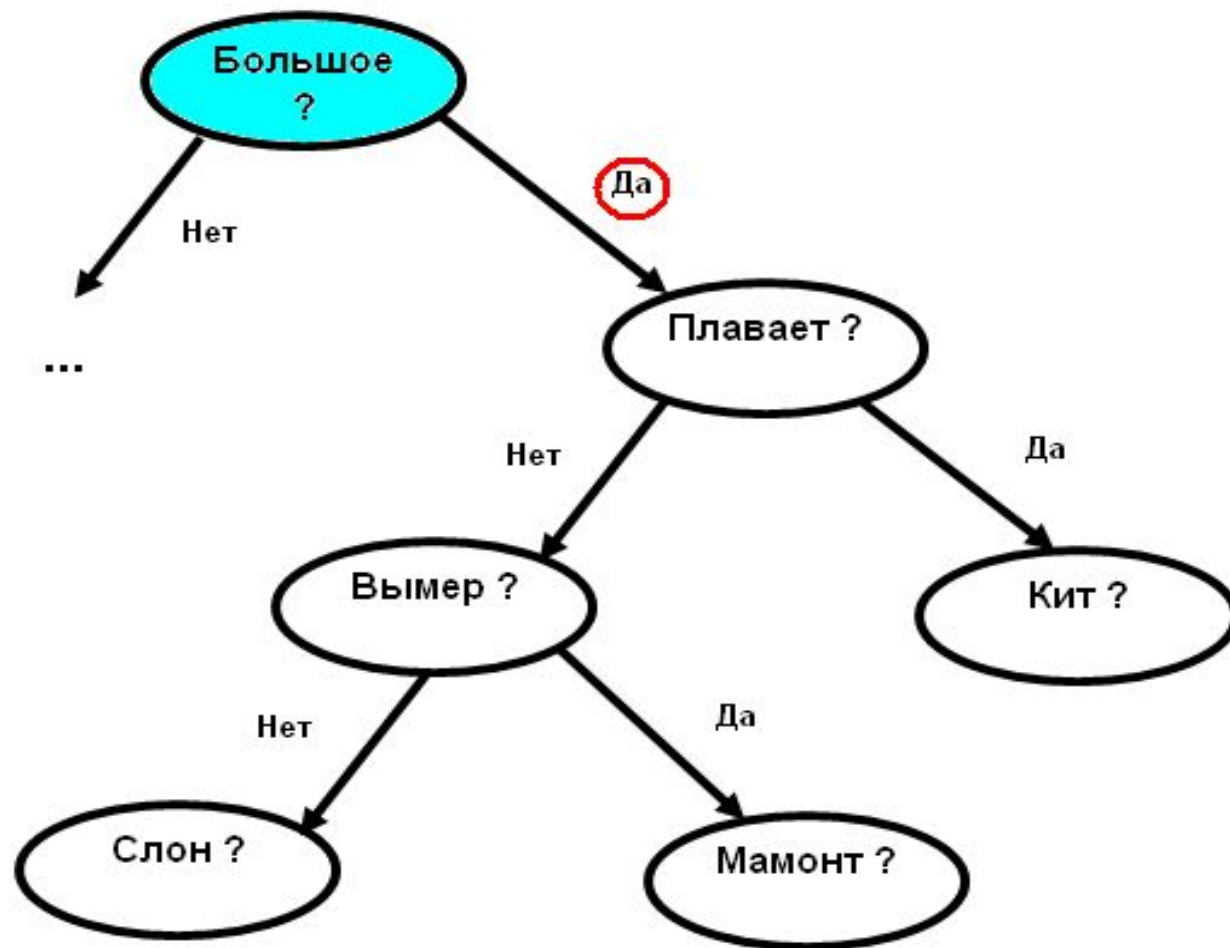 Большое
?
Да
Нет
Плавает ?
...
Нет
Да
Вымер ?
Кит ?
Нет
Да
Слон ?
Мамонт ?